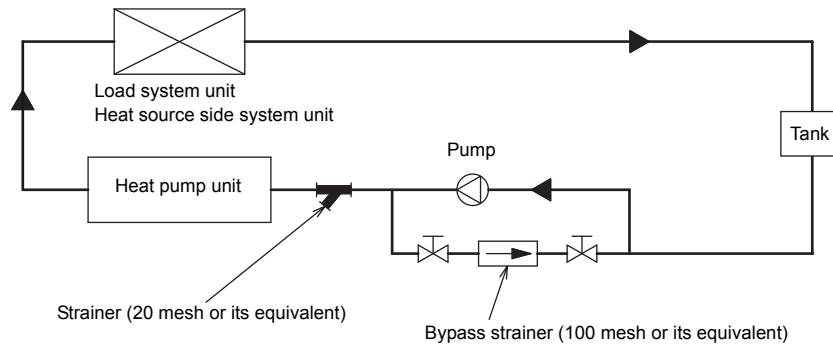 Load system unit
Heat source side system unit
Tank
Pump
Heat pump unit
Strainer (20 mesh or its equivalent)
Bypass strainer (100 mesh or its equivalent)